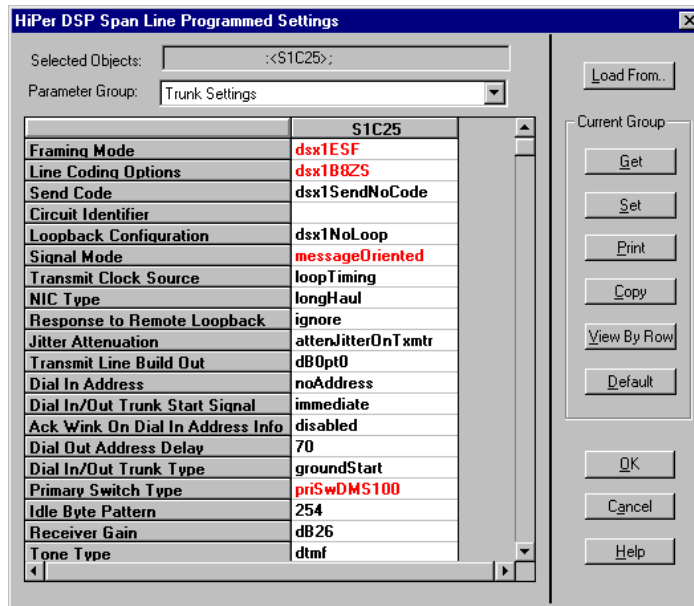 HiPer DSP Span Line Programmed Settings
Selected Objects: :<S1C25>;
Parameter Group: Trunk Settings
S1C25
Framing Mode dsx1ESF
Line Coding Options dsx1B8ZS
Send Code dsx1SendNoCode
Circuit Identifier
Loopback Configuration dsx1NoLoop
Signal Mode messageOriented
Transmit Clock Source loopTiming
NIC Type longHaul
Response to Remote Loopback ignore
Jitter Attenuation attenJitterOnTxmtr
Transmit Line Build Out dB0pt0
Dial In Address noAddress
Dial In/Out Trunk Start Signal immediate
Ack Wink On Dial In Address Info disabled
Dial Out Address Delay 70
Dial In/Out Trunk Type groundStart
Primary Switch Type priSwDMS100
Idle Byte Pattern 254
Receiver Gain dB26
Tone Type dtmf
Load From..
Current Group
Get
Set
Print
Copy
View By Row
Default
OK
Cancel
Help